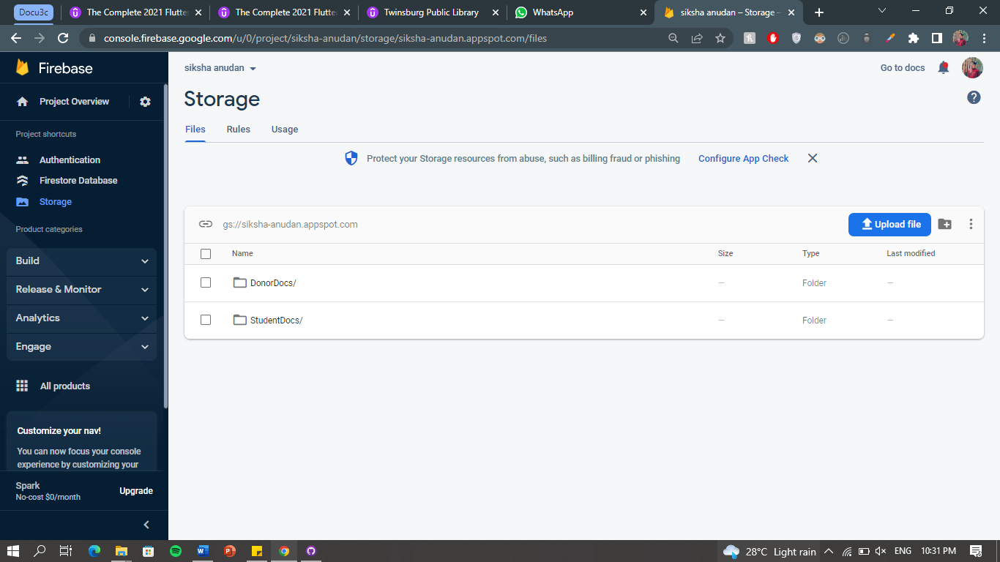 Docu3c
The Complete 2021 Flutte
The Complete 2021 Flutte
Twinsburg Public Library
WhatsApp
siksha anudan – Storage –
console.firebase.google.com/u/0/project/siksha-anudan/storage/siksha-anudan.appspot.com/files
Firebase
Project Overview
Project shortcuts
Authentication
Firestore Database
Storage
Product categories
Build
Release & Monitor
Analytics
Engage
All products
Customize your nav!
You can now focus your console
experience by customizing your
Spark
No-cost $0/month
Upgrade
siksha anudan
Go to docs
Storage
Files
Rules
Usage
Protect your Storage resources from abuse, such as billing fraud or phishing
Configure App Check
gs://siksha-anudan.appspot.com
Upload file
Name
Size
Type
Last modified
DonorDocs/
—
Folder
—
StudentDocs/
—
Folder
—
28°C Light rain
ENG
10:31 PM